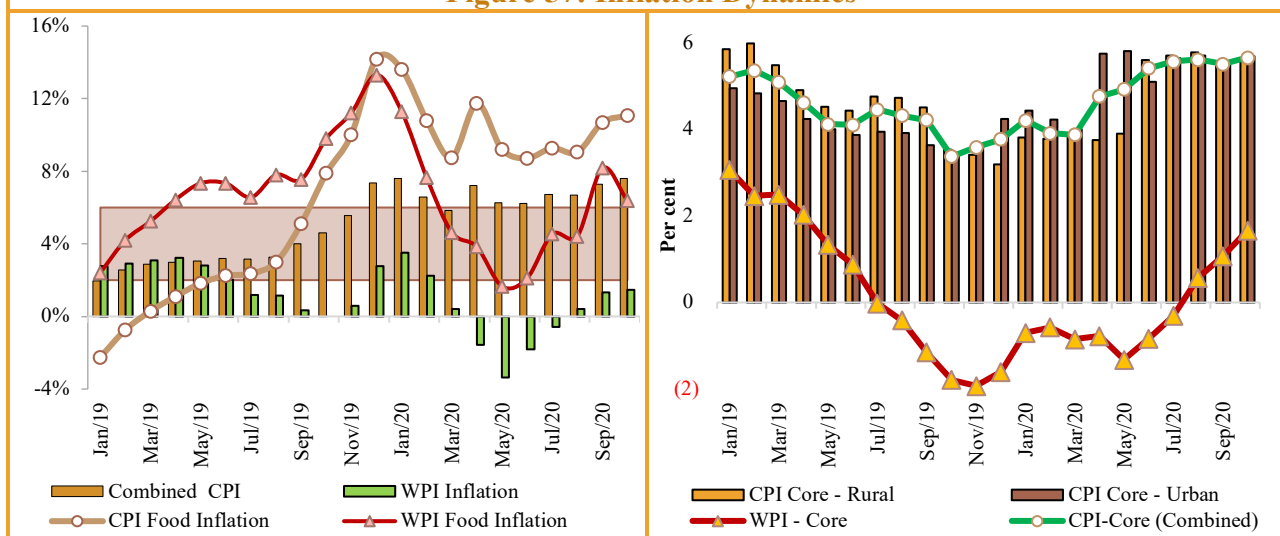 Figure 37: Inflation Dynamics
16%
12%
8%
4%
0%
-4%
Jan/19
Mar/19
May/19
Jul/19
Sep/19
Nov/19
Jan/20
Mar/20
May/20
Jul/20
Sep/20
Combined CPI
WPI Inflation
CPI Food Inflation
WPI Food Inflation
Per cent
6
4
2
0
(2)
Jan/19
Mar/19
May/19
Jul/19
Sep/19
Nov/19
Jan/20
Mar/20
May/20
Jul/20
Sep/20
CPI Core - Rural
CPI Core - Urban
WPI - Core
CPI-Core (Combined)